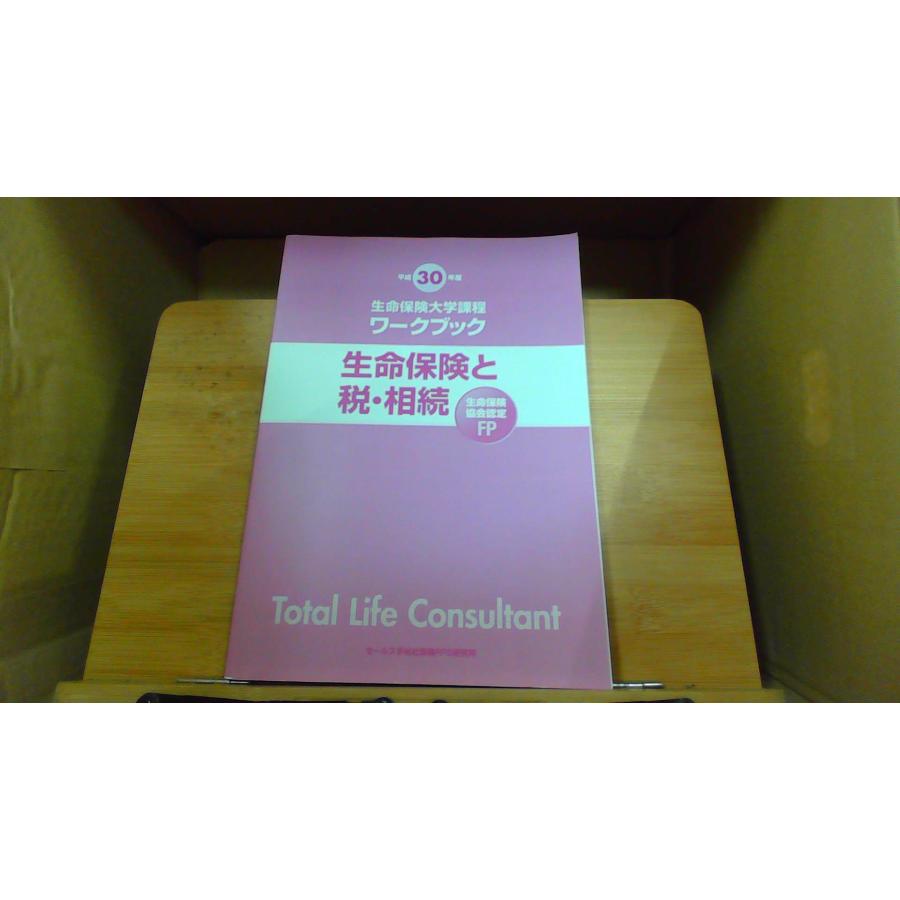 平成30年度
生命保険大学課程
ワークブック
生命保険と
税・相続
生命保険
協会認定
FP
Total Life Consultant